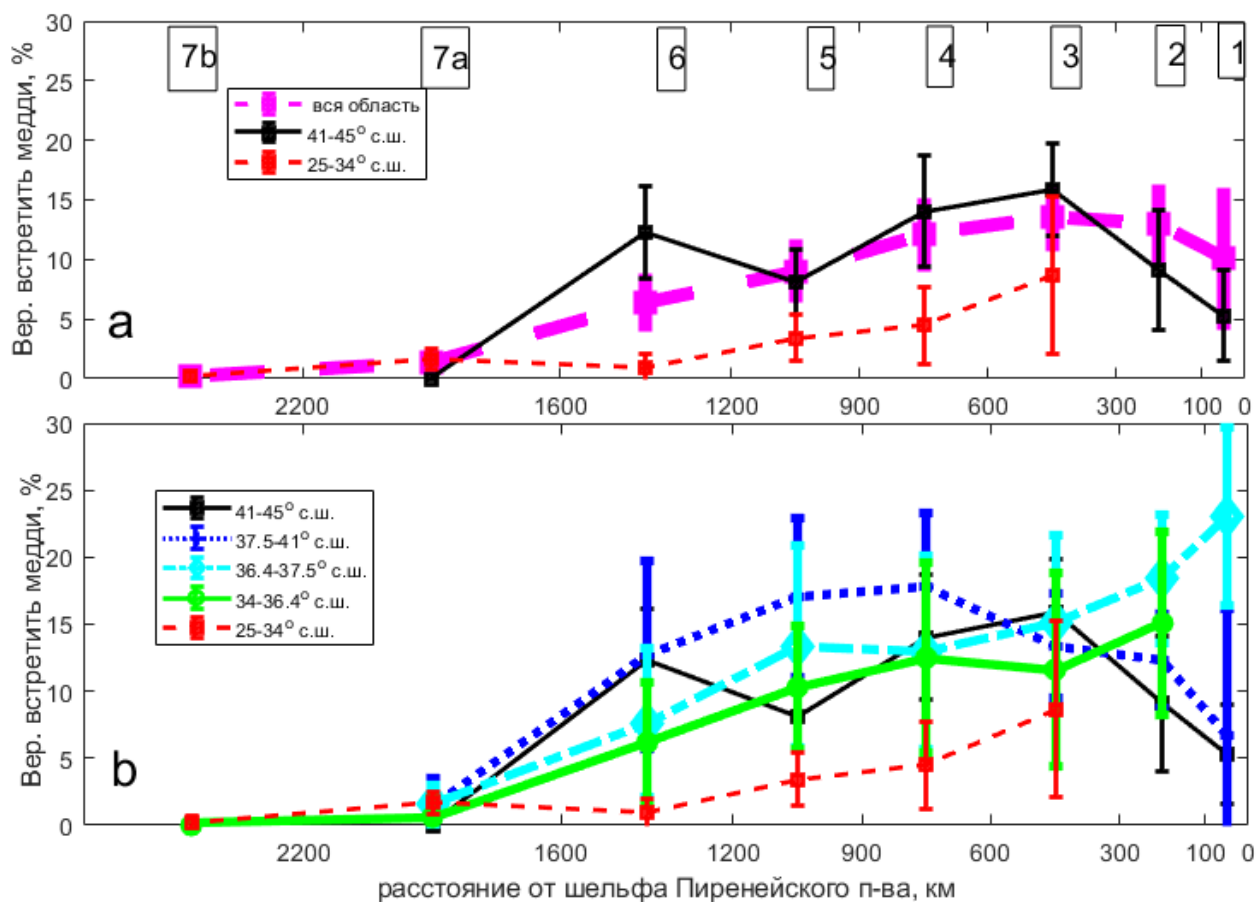 30
25
20
15
10
5
0
Вер. встретить медди, %
7b
7a
6
5
4
3
2
1
вся область
41-45° с.ш.
25-34° с.ш.
a
2200 1600 1200 900 600 300 100 0
30
25
20
15
10
5
0
Вер. встретить медди, %
41-45° с.ш.
37.5-41° с.ш.
36.4-37.5° с.ш.
34-36.4° с.ш.
25-34° с.ш.
b
2200 1600 1200 900 600 300 100 0
расстояние от шельфа Пиренейского п-ва, км